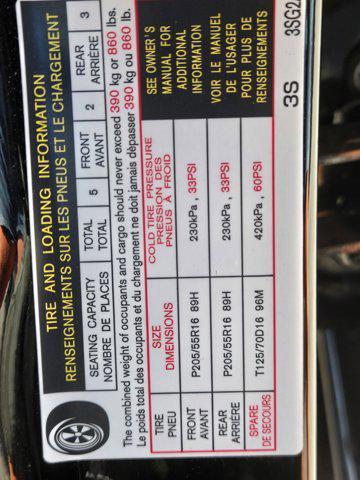 TIRE AND LOADING INFORMATION
RENSEIGNEMENTS SUR LES PNEUS ET LE CHARGEMENT
SEATING CAPACITY TOTAL 5 FRONT 2 REAR 3
NOMBRE DE PLACES TOTAL AVANT ARRIÈRE
The combined weight of occupants and cargo should never exceed 390 kg or 860 lbs.
Le poids total des occupants et du chargement ne doit jamais dépasser 390 kg ou 860 lb.
TIRE SIZE COLD TIRE PRESSURE
PNEU DIMENSIONS PRESSION DES
PNEUS À FROID
FRONT
AVANT P205/55R16 89H 230kPa, 33PSI
REAR
ARRIÈRE P205/55R16 89H 230kPa, 33PSI
SPARE
DE SECOURS T125/70D16 96M 420kPa, 60PSI
SEE OWNER'S
MANUAL FOR
ADDITIONAL
INFORMATION
VOIR LE MANUEL
DE L'USAGER
POUR PLUS DE
RENSEIGNEMENTS
3S 3SG2